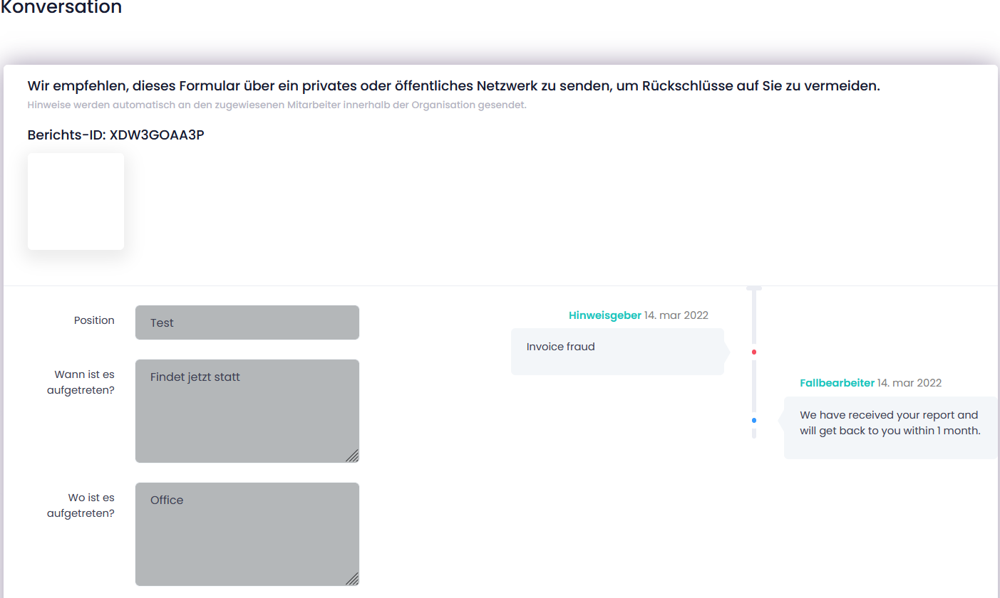 Konversation
Wir empfehlen, dieses Formular über ein privates oder öffentliches Netzwerk zu senden, um Rückschlüsse auf Sie zu vermeiden.
Hinweise werden automatisch an den zugewiesenen Mitarbeiter innerhalb der Organisation gesendet.
Berichts-ID: XDW3GOAA3P
Position
Test
Wann ist es
aufgetreten?
Findet jetzt statt
Wo ist es
aufgetreten?
Office
Hinweisgeber 14. mar 2022
Invoice fraud
Fallbearbeiter 14. mar 2022
We have received your report and
will get back to you within 1 month.